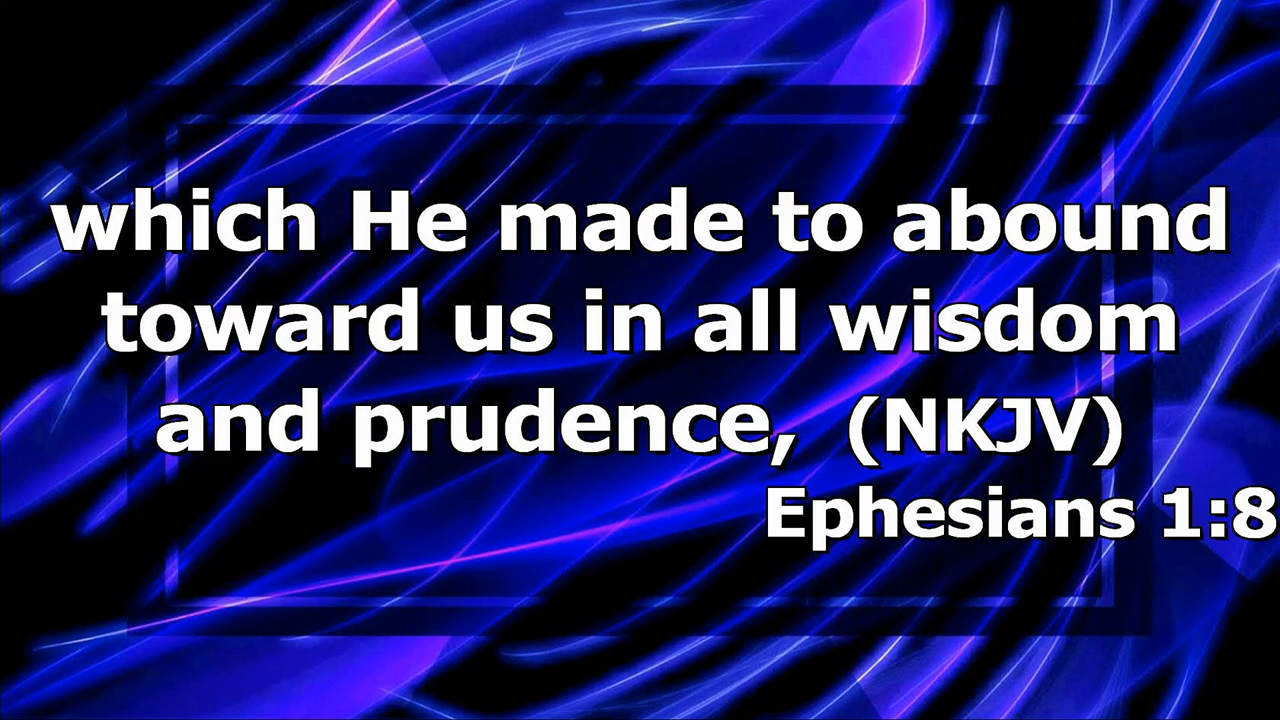 which He made to abound
toward us in all wisdom
and prudence, (NKJV)
Ephesians 1:8